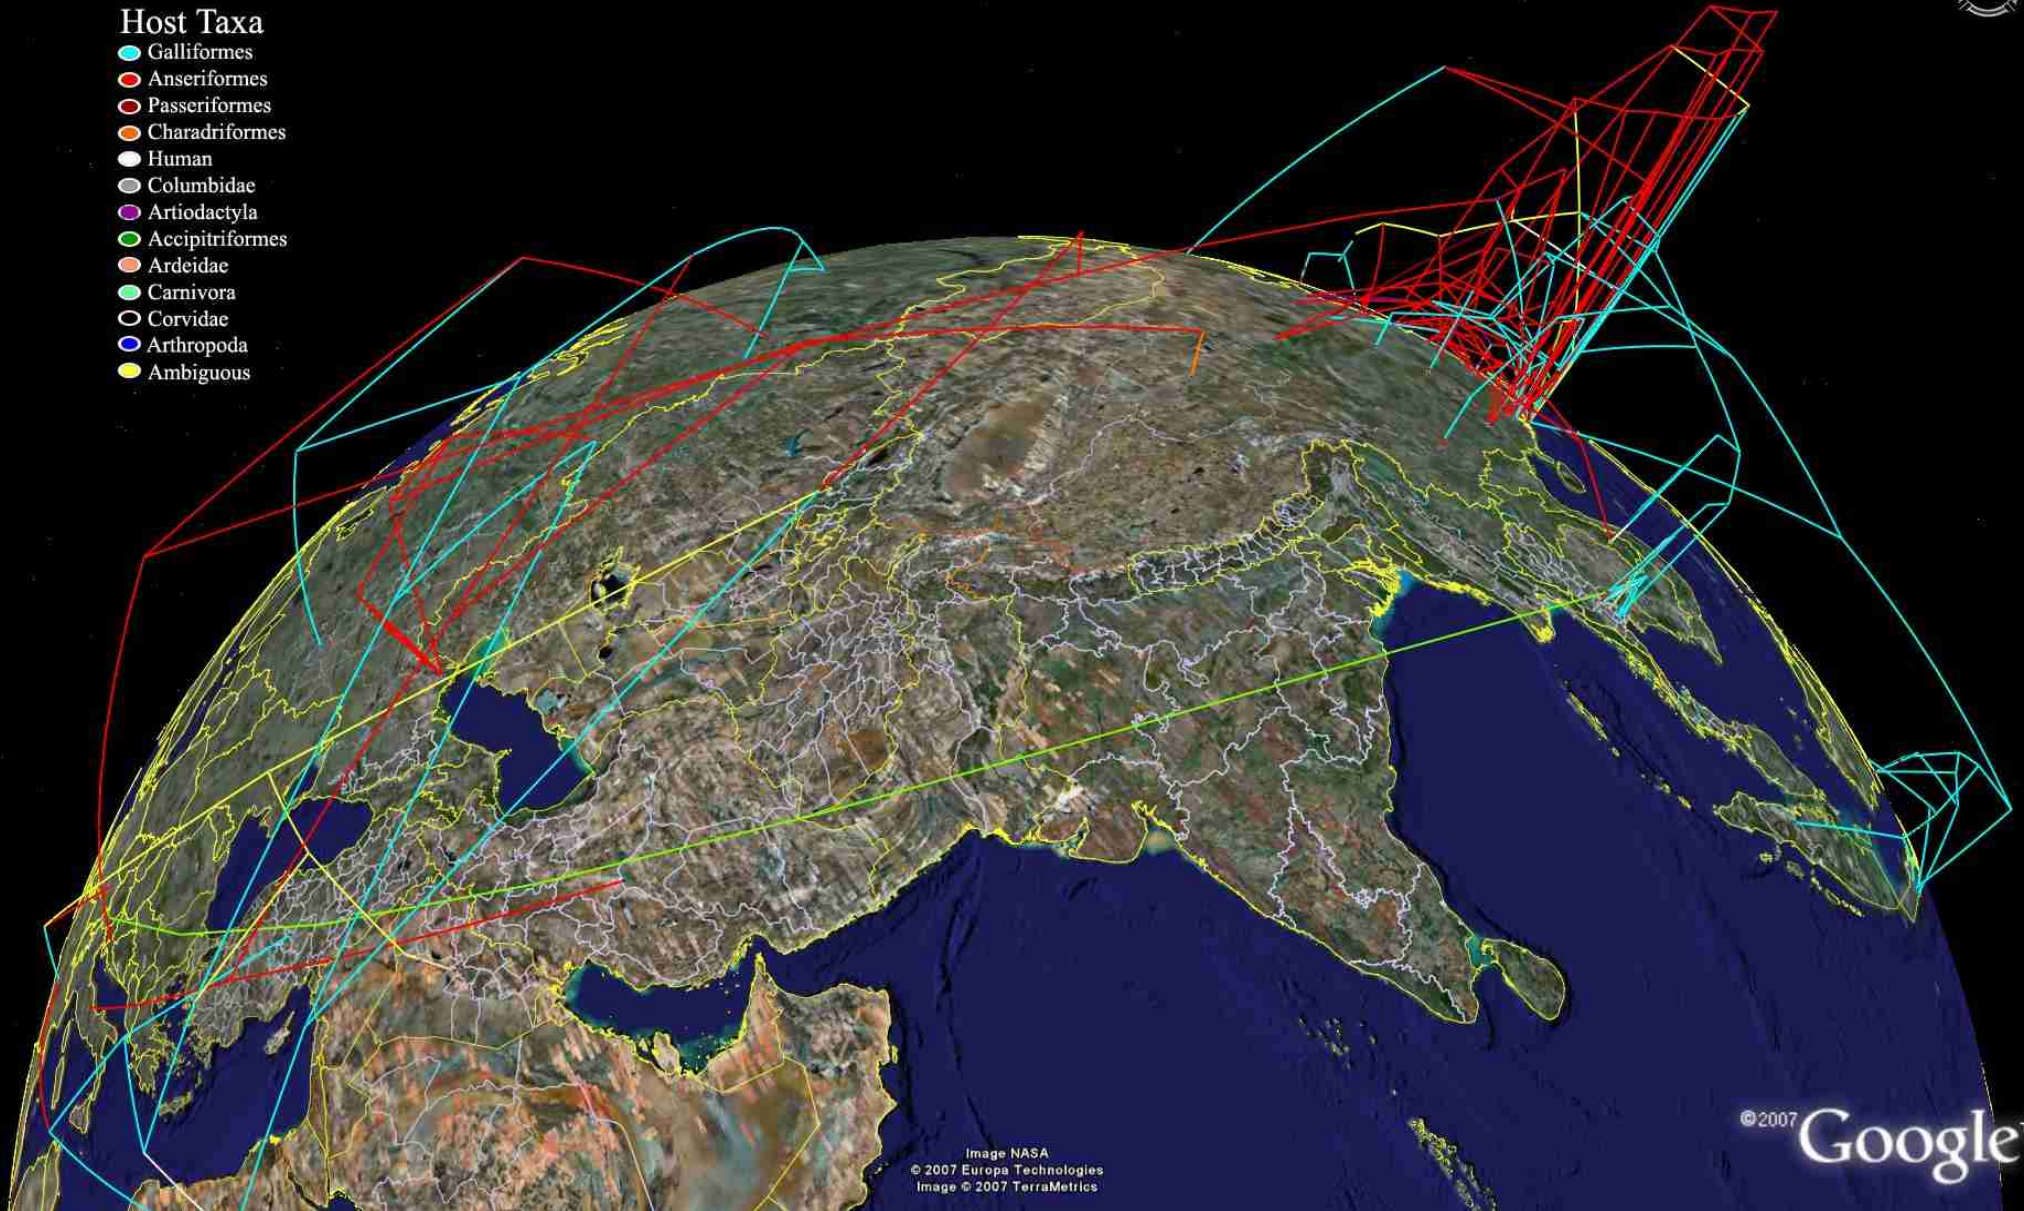 Host Taxa
Galliformes
Anseriformes
Passeriformes
Charadriformes
Human
Columbidae
Artiodactyla
Accipitriformes
Ardeidae
Carnivora
Corvidae
Arthropoda
Ambiguous
Image NASA
© 2007 Europa Technologies
Image © 2007 TerraMetrics
©2007 Google